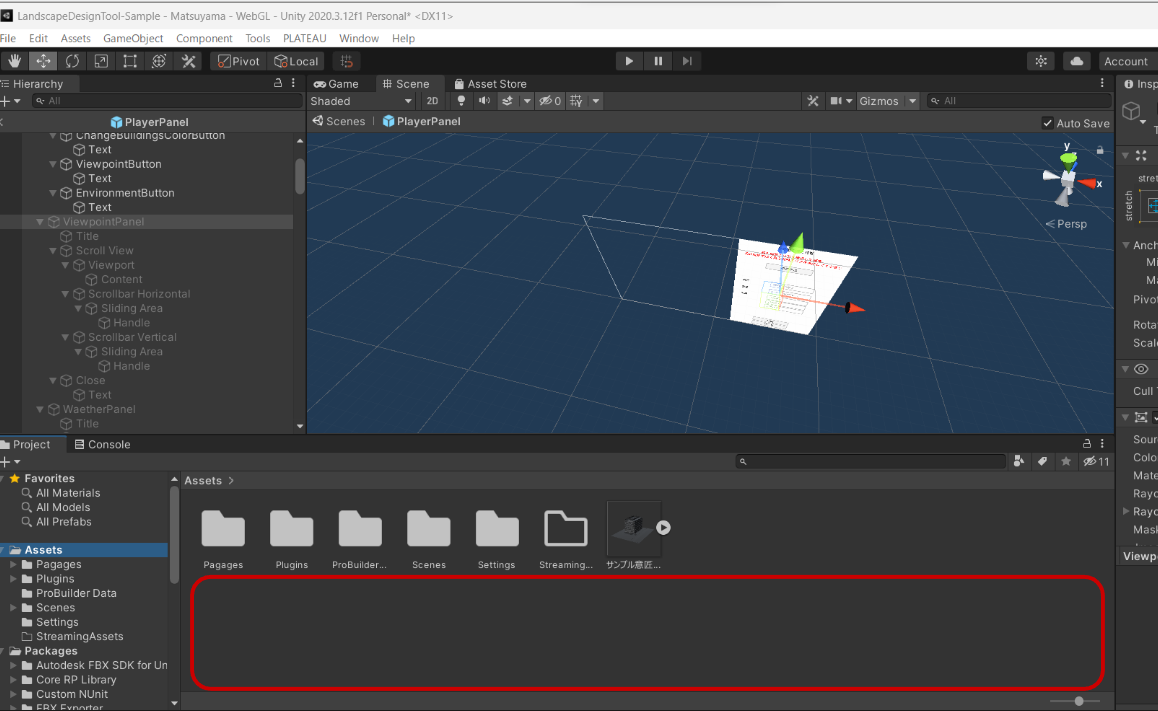 LandscapeDesignTool-Sample - Matsuyama - WebGL - Unity 2020.3.12f1 Personal* <DX11>
File Edit Assets GameObject Component Tools PLATEAU Window Help
Pivot Local Account
Hierarchy
All
PlayerPanel
ChangeBuildingsColorButton
Text
ViewpointButton
Text
EnvironmentButton
Text
ViewpointPanel
Title
Scroll View
Viewport
Content
Scrollbar Horizontal
Sliding Area
Handle
Scrollbar Vertical
Sliding Area
Handle
Close
Text
WaetherPanel
Title
Game Scene Asset Store
Shaded 2D 0 Gizmos All
Scenes PlayerPanel Auto Save
y
x
Persp
Insp
T
stret
stretch
Anch
Mi
Ma
Pivot
Rota
Scale
Cull T
Sour
Colo
Mate
Rayc
Rayc
Mask
Viewp
Project Console
11
Favorites
All Materials
All Models
All Prefabs
Assets
Pagages
Plugins
ProBuilder Data
Scenes
Settings
StreamingAssets
Packages
Autodesk FBX SDK for Un
Core RP Library
Custom NUnit
FBX Exporter
Assets >
Pagages Plugins ProBuilder... Scenes Settings Streaming... サンプル意匠...